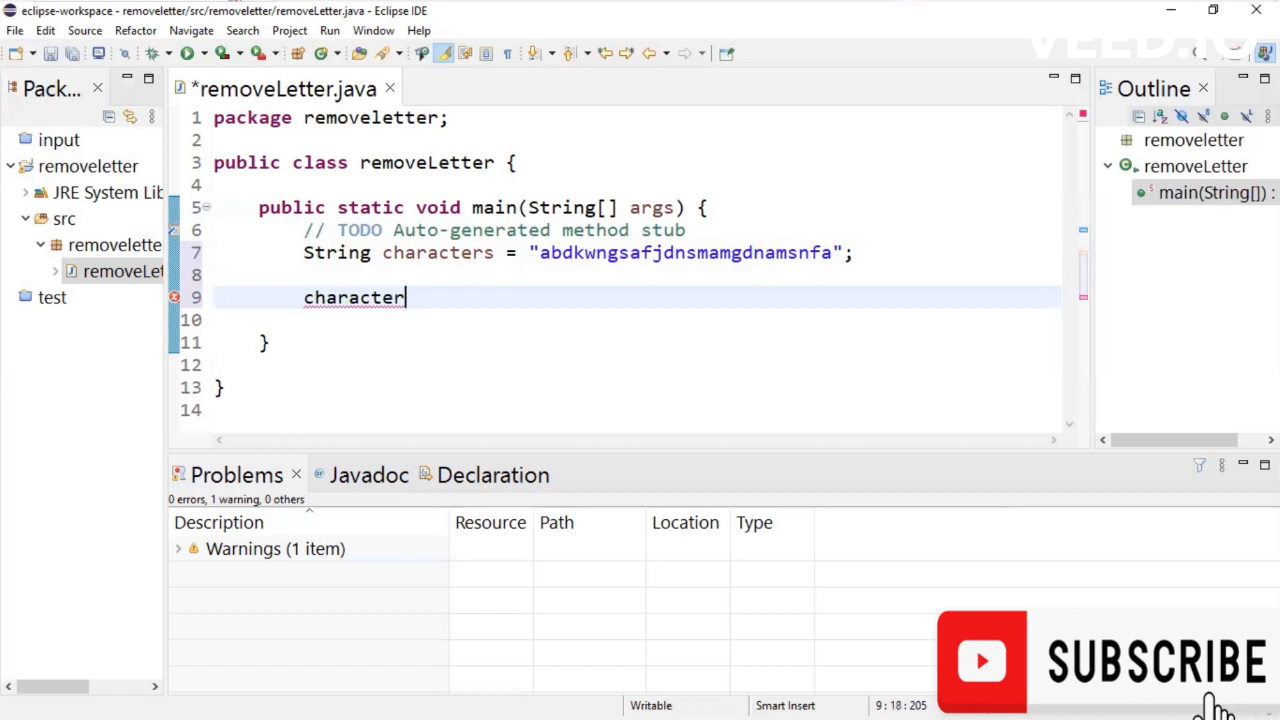 eclipse-workspace - removeletter/src/removeletter/removeLetter.java - Eclipse IDE
File Edit Source Refactor Navigate Search Project Run Window Help
VEED.IO
Pack...
*removeLetter.java
Outline
input
removeletter
JRE System Lib
src
removelette
removeLet
test
1 package removeletter;
2
3 public class removeLetter {
4
5 public static void main(String[] args) {
6 // TODO Auto-generated method stub
7 String characters = "abdkwngsafjdnsmamgdnamsnfa";
8
9 character
10
11 }
12
13 }
14
removeletter
removeLetter
main(String[]) :
Problems Javadoc Declaration
0 errors, 1 warning, 0 others
Description Resource Path Location Type
Warnings (1 item)
SUBSCRIBE
Writable Smart Insert 9 : 18 : 205